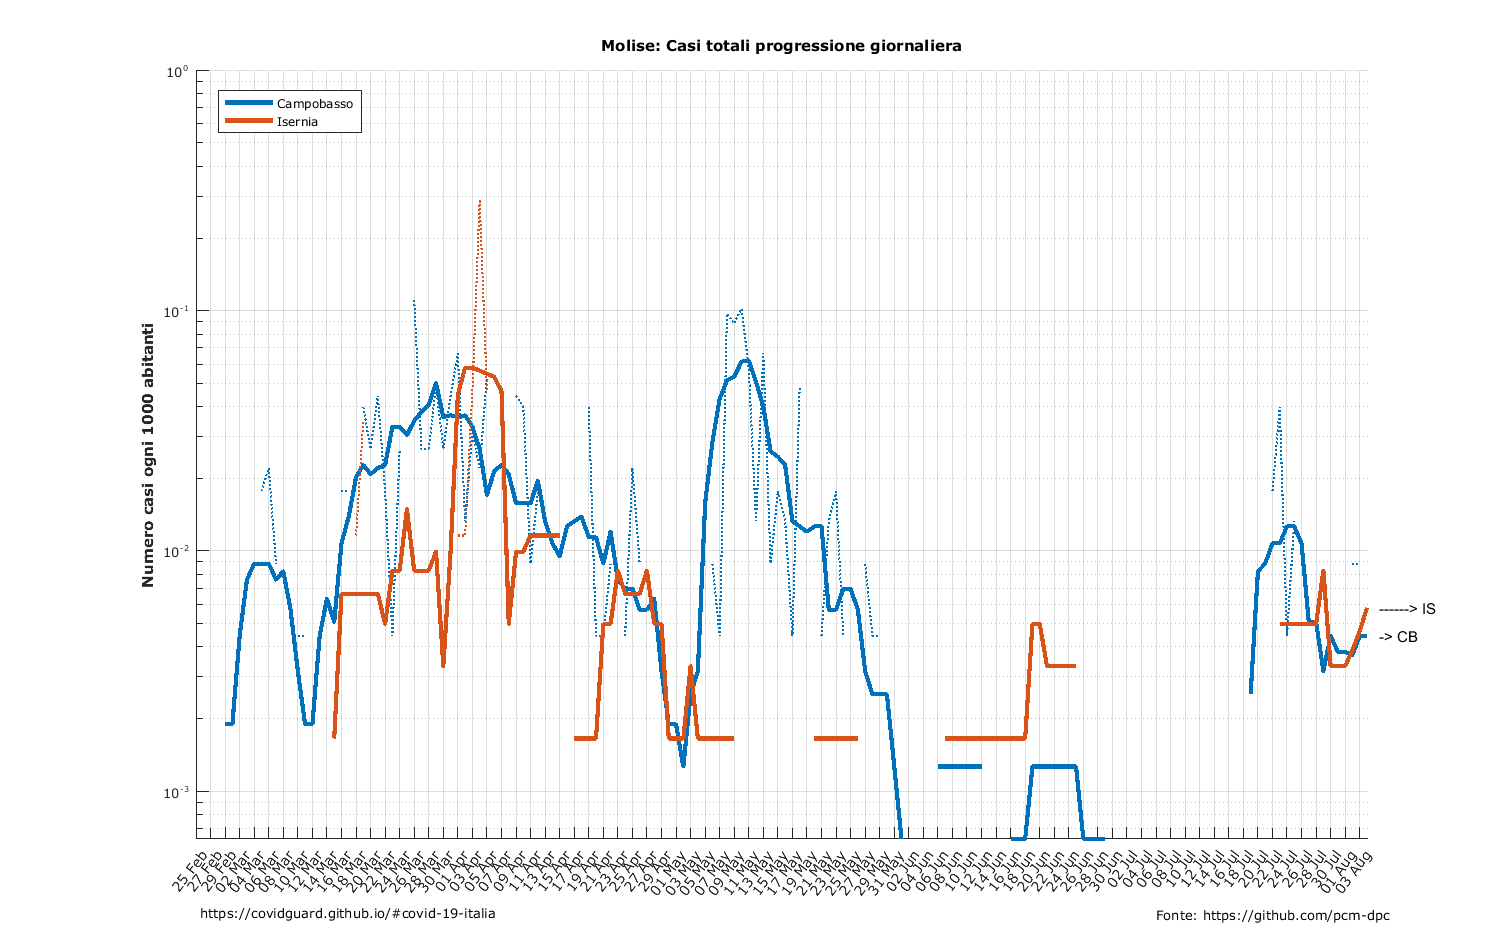 Molise: Casi totali progressione giornaliera
10⁰
Campobasso
Isernia
10⁻¹
Numero casi ogni 1000 abitanti
10⁻²
------> IS
-> CB
10⁻³
25 Feb
27 Feb
29 Feb
02 Mar
04 Mar
06 Mar
08 Mar
10 Mar
12 Mar
14 Mar
16 Mar
18 Mar
20 Mar
22 Mar
24 Mar
26 Mar
28 Mar
30 Mar
01 Apr
03 Apr
05 Apr
07 Apr
09 Apr
11 Apr
13 Apr
15 Apr
17 Apr
19 Apr
21 Apr
23 Apr
25 Apr
27 Apr
29 Apr
01 May
03 May
05 May
07 May
09 May
11 May
13 May
15 May
17 May
19 May
21 May
23 May
25 May
27 May
29 May
31 May
02 Jun
04 Jun
06 Jun
08 Jun
10 Jun
12 Jun
14 Jun
16 Jun
18 Jun
20 Jun
22 Jun
24 Jun
26 Jun
28 Jun
30 Jun
02 Jul
04 Jul
06 Jul
08 Jul
10 Jul
12 Jul
14 Jul
16 Jul
18 Jul
20 Jul
22 Jul
24 Jul
26 Jul
28 Jul
30 Jul
01 Aug
03 Aug
https://covidguard.github.io/#covid-19-italia
Fonte: https://github.com/pcm-dpc